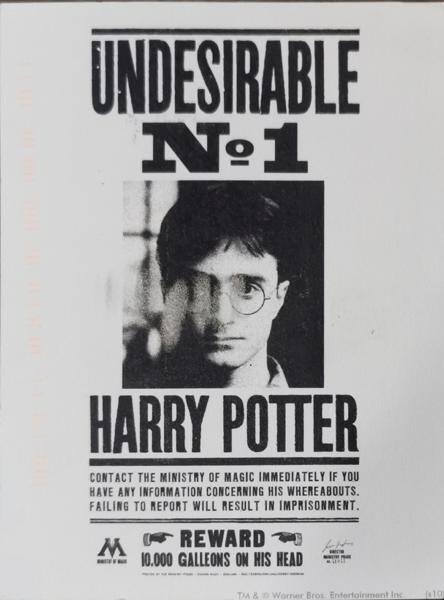 UNDESIRABLE
Nº1
HARRY POTTER
CONTACT THE MINISTRY OF MAGIC IMMEDIATELY IF YOU
HAVE ANY INFORMATION CONCERNING HIS WHEREABOUTS.
FAILING TO REPORT WILL RESULT IN IMPRISONMENT.
REWARD
10.000 GALLEONS ON HIS HEAD
M
MINISTRY OF MAGIC
DIRECTOR
MINISTRY POLICE
TM & © Warner Bros. Entertainment Inc.
(s10